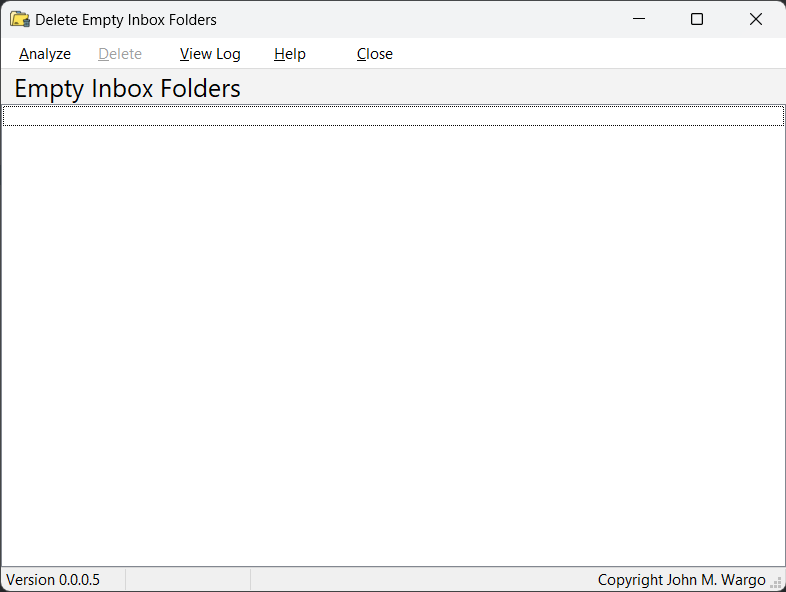 Delete Empty Inbox Folders
Analyze Delete View Log Help Close
Empty Inbox Folders
Version 0.0.0.5 Copyright John M. Wargo